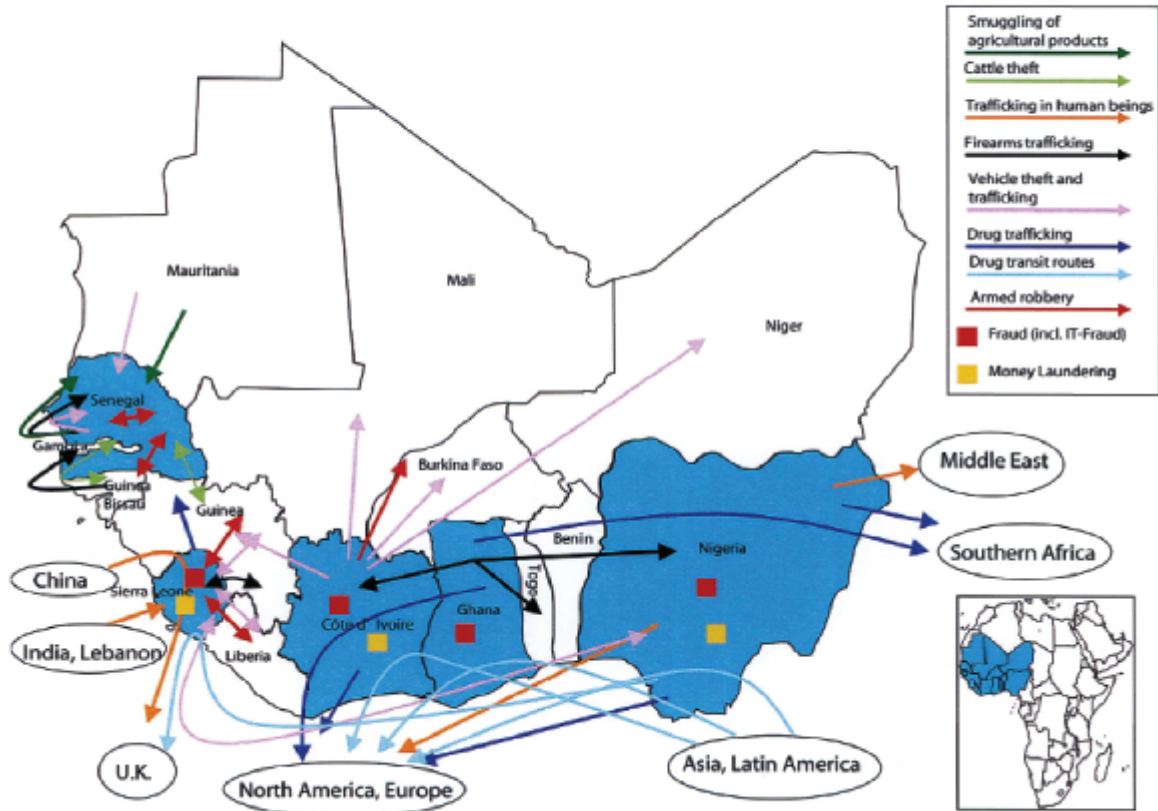 Smuggling of
agricultural products
Cattle theft
Trafficking in human beings
Firearms trafficking
Vehicle theft and
trafficking
Drug trafficking
Drug transit routes
Armed robbery
Fraud (incl. IT-Fraud)
Money Laundering
Mauritania
Mali
Niger
Senegal
Gambia
Guinea
Bissau
Guinea
Burkina Faso
Benin
Togo
Nigeria
Ghana
Côte d' Ivoire
Sierra Leone
Liberia
Middle East
Southern Africa
China
India, Lebanon
U.K.
North America, Europe
Asia, Latin America